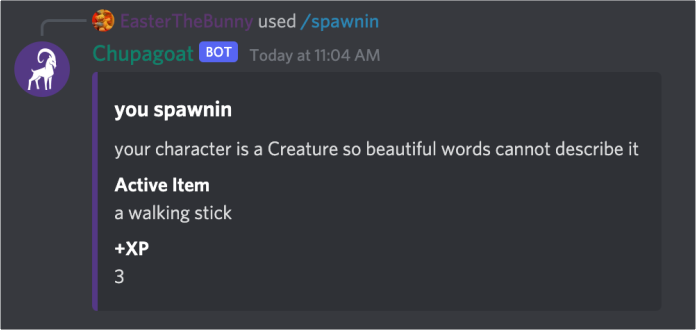 EasterTheBunny used /spawnin
Chupagoat BOT Today at 11:04 AM
you spawnin
your character is a Creature so beautiful words cannot describe it
Active Item
a walking stick
+XP
3